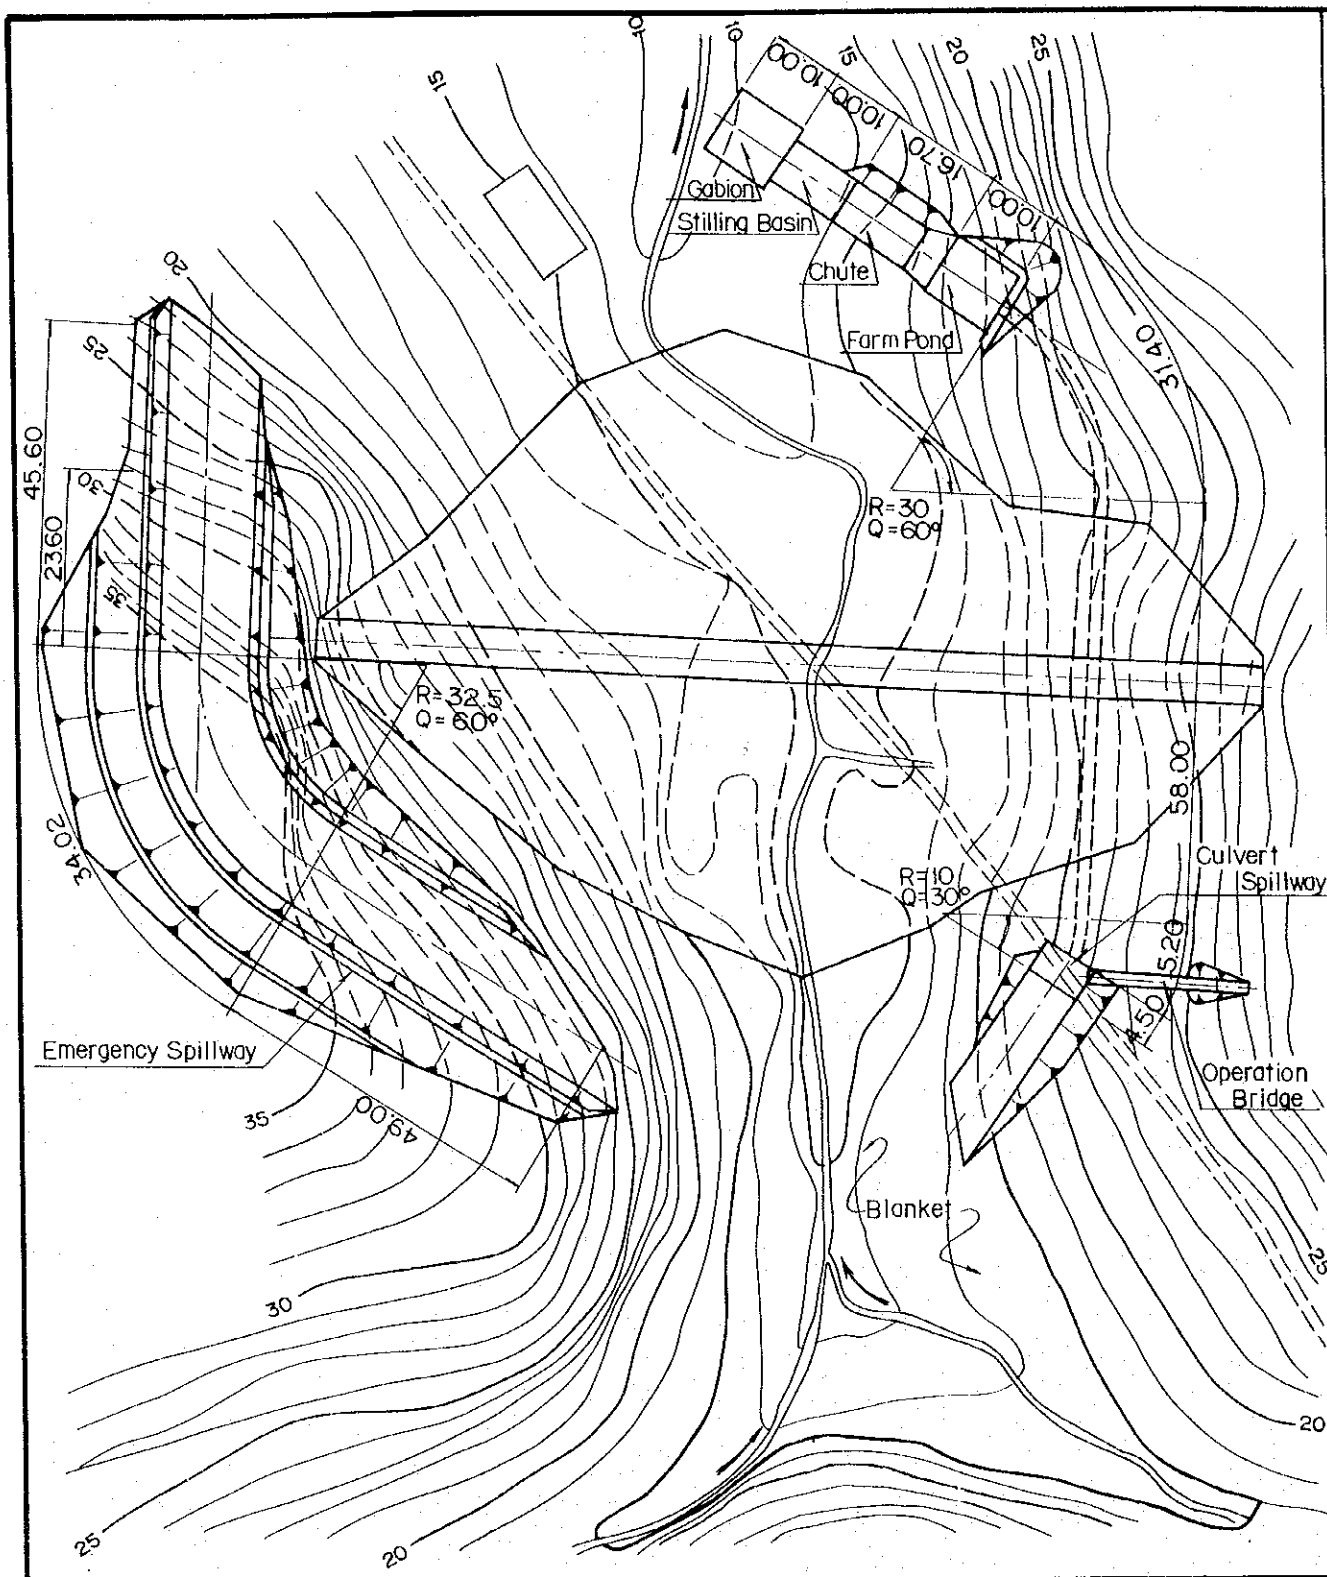 10
10
15
20
25
15
10.00
10.00
16.70
10.00
Gabion
Stilling Basin
Chute
Farm Pond
20
25
30
35
45.60
23.60
31.40
R=30
Q=60°
R=32.5
Q=60°
34.02
58.00
Culvert
Spillway
R=10
Q=30°
5.20
4.50
Operation
Bridge
Emergency Spillway
49.00
35
Blanket
30
25
20
25
20